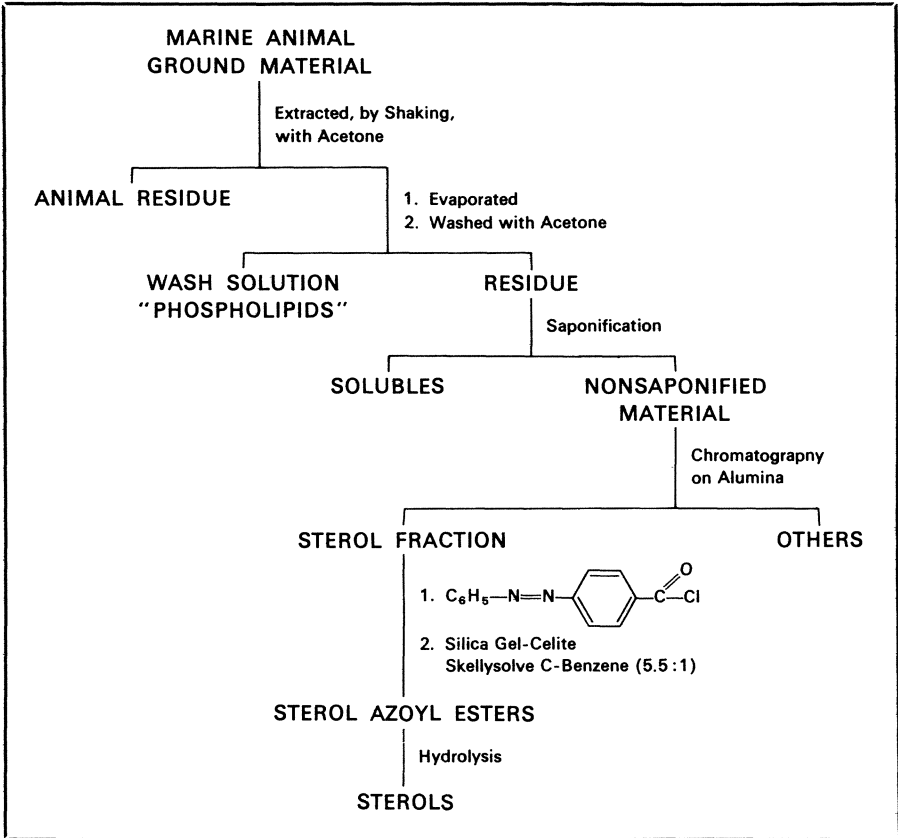 MARINE ANIMAL
GROUND MATERIAL
Extracted, by Shaking,
with Acetone
ANIMAL RESIDUE
1. Evaporated
2. Washed with Acetone
WASH SOLUTION
"PHOSPHOLIPIDS"
RESIDUE
Saponification
SOLUBLES
NONSAPONIFIED
MATERIAL
Chromatograpny
on Alumina
STEROL FRACTION
OTHERS
1. C₆H₅—N=N
O
C—Cl
2. Silica Gel-Celite
Skellysolve C-Benzene (5.5:1)
STEROL AZOYL ESTERS
Hydrolysis
STEROLS